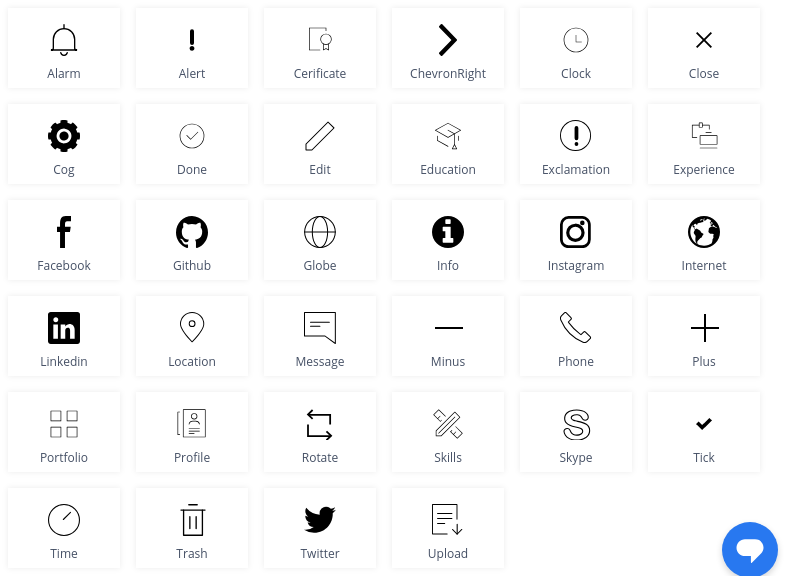 Alarm
Alert
Cerificate
ChevronRight
Clock
Close
Cog
Done
Edit
Education
Exclamation
Experience
Facebook
Github
Globe
Info
Instagram
Internet
Linkedin
Location
Message
Minus
Phone
Plus
Portfolio
Profile
Rotate
Skills
Skype
Tick
Time
Trash
Twitter
Upload